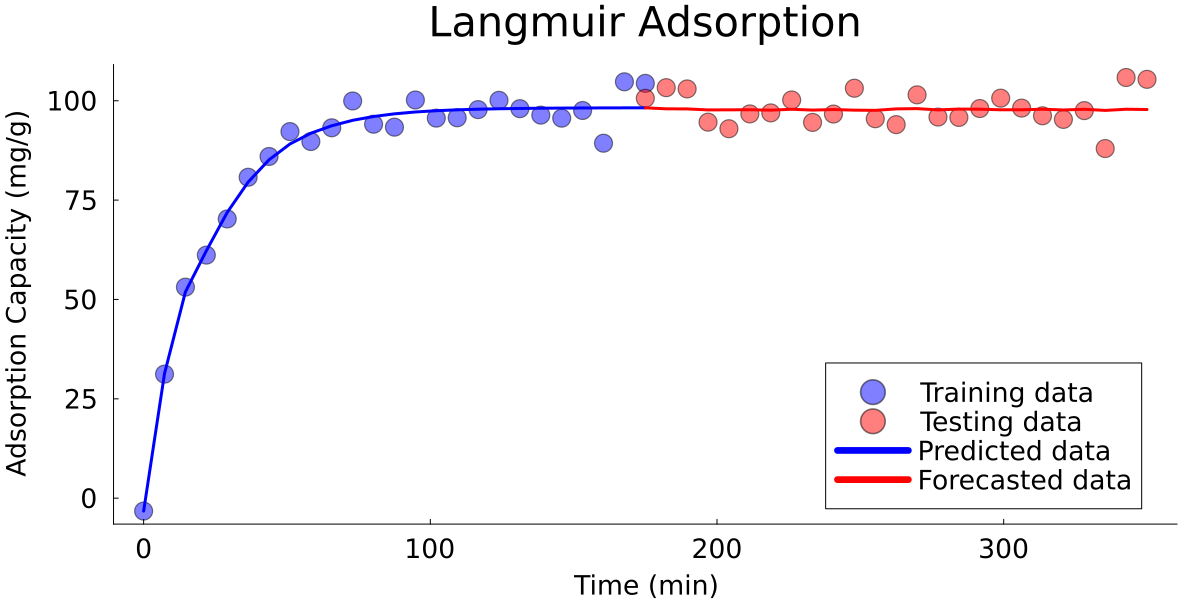 Langmuir Adsorption
Adsorption Capacity (mg/g)
100
75
50
25
0
0 100 200 300
Time (min)
Training data
Testing data
Predicted data
Forecasted data